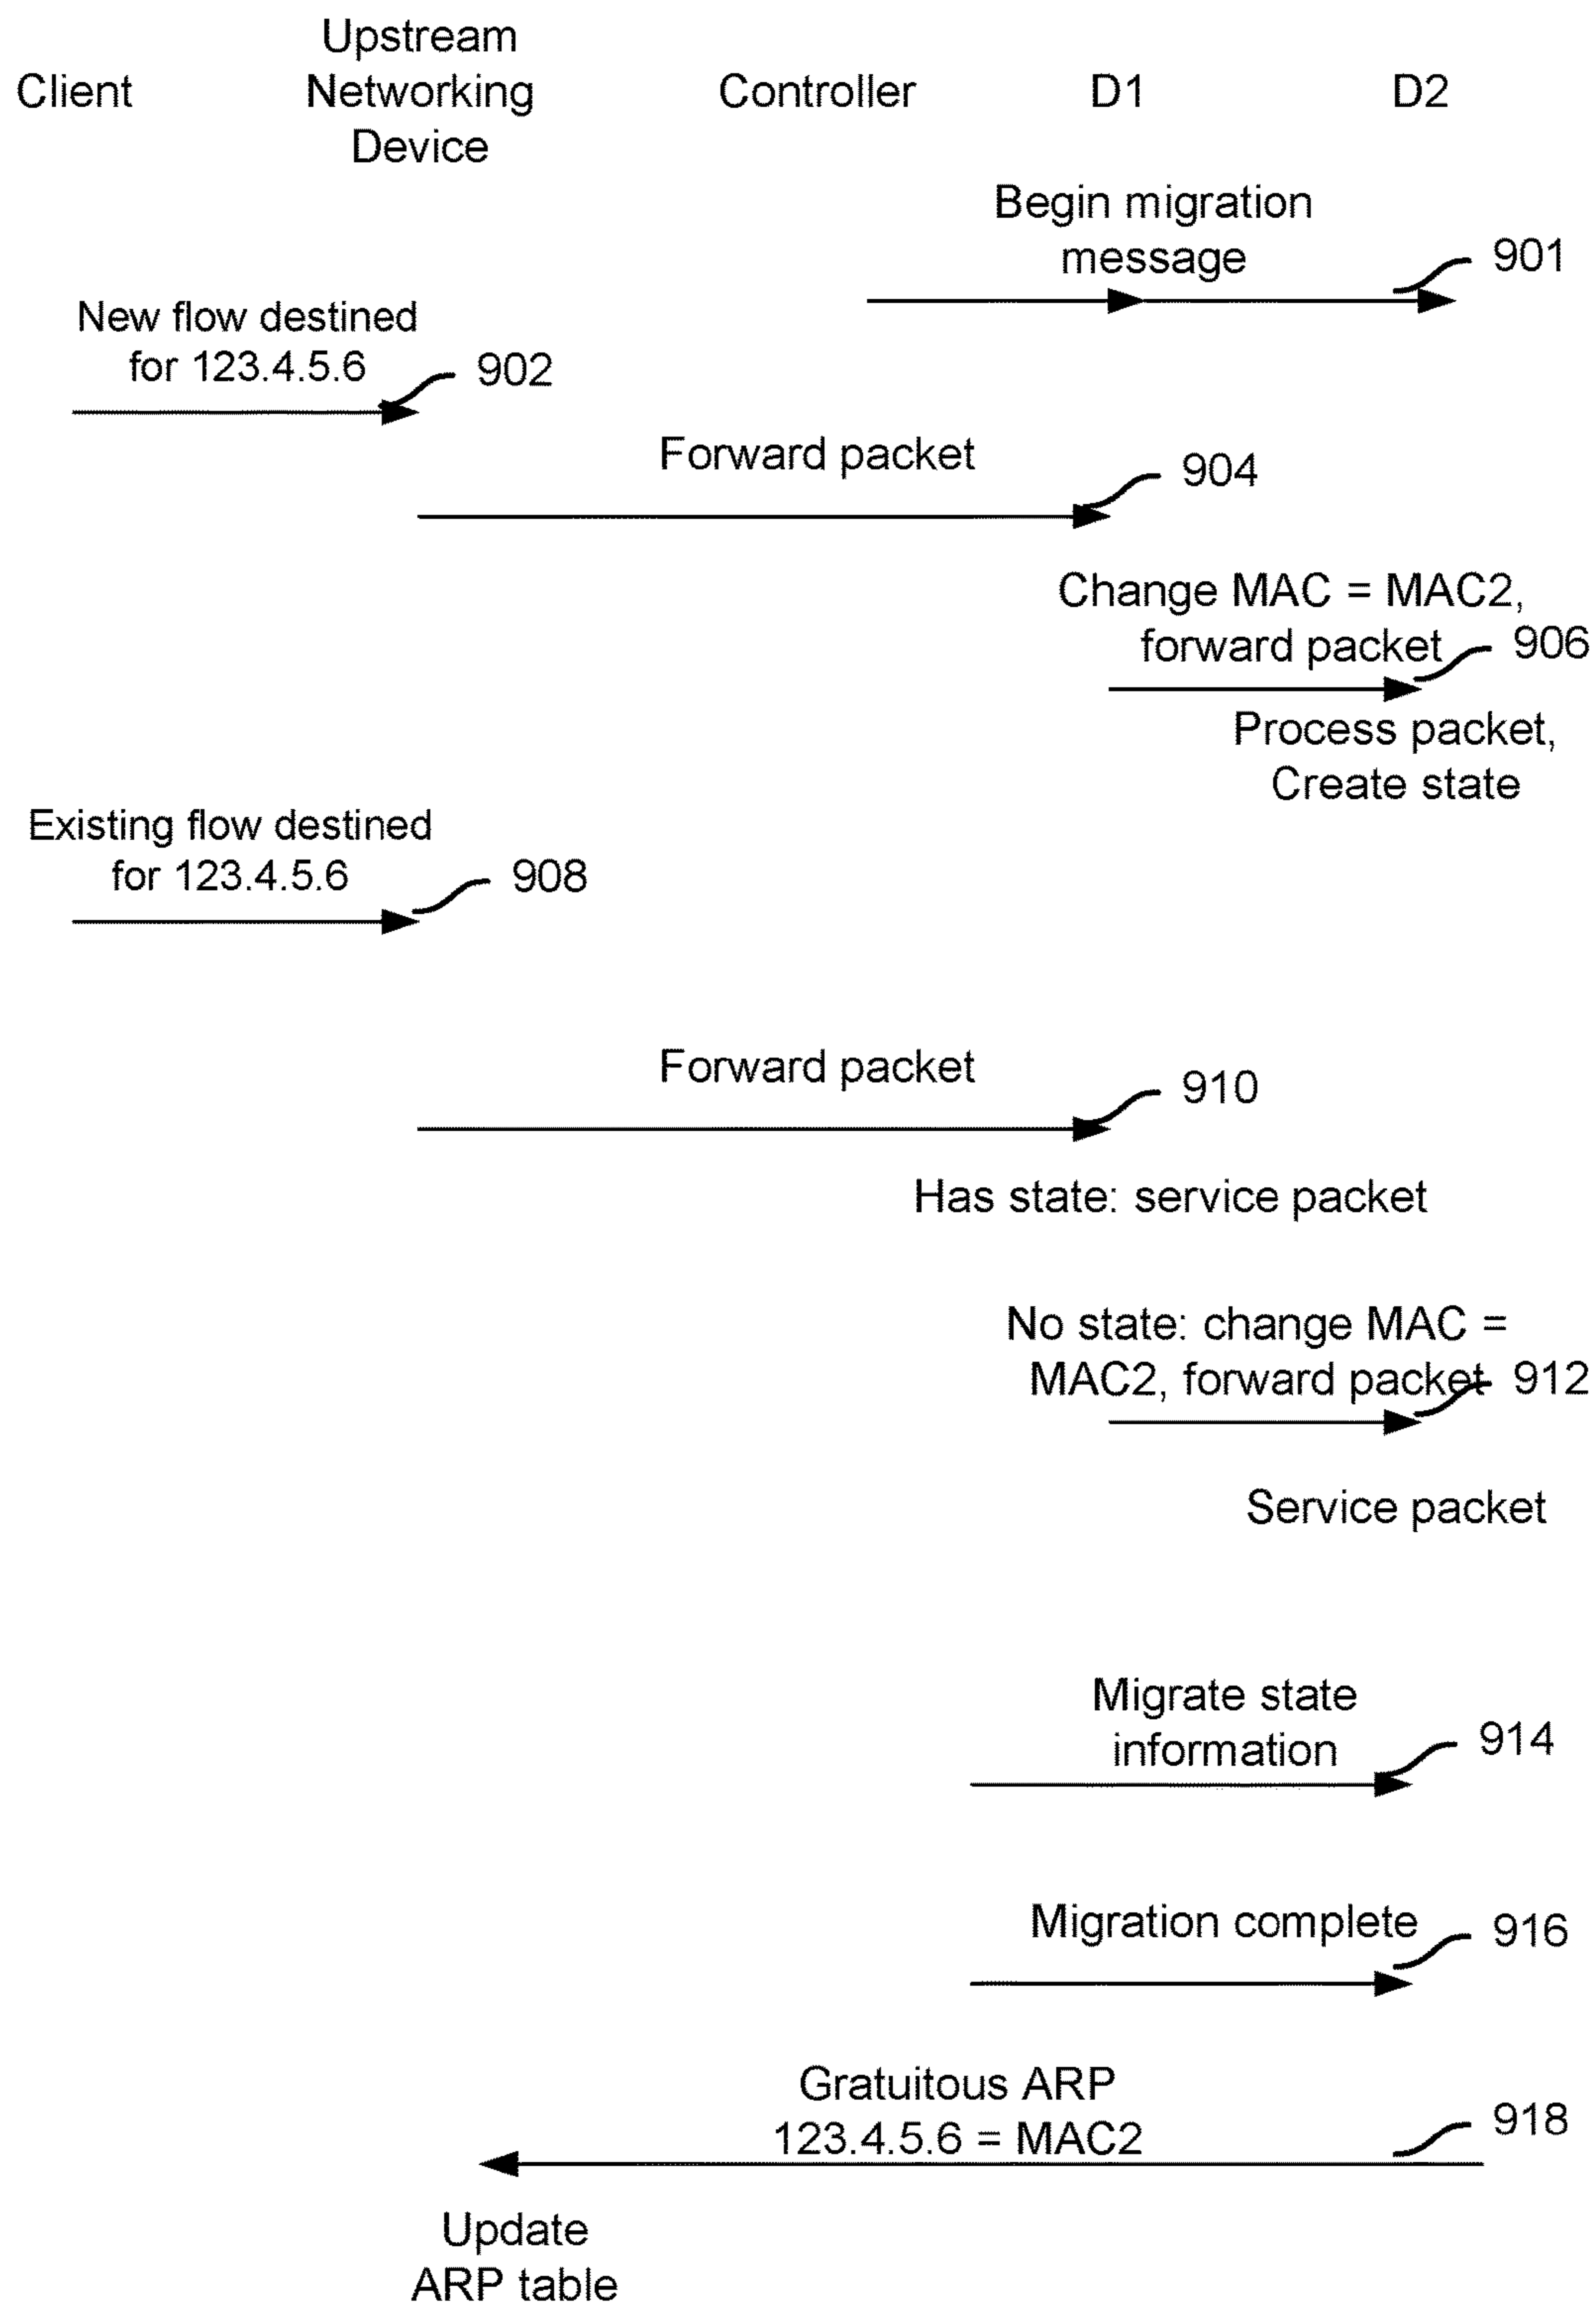 Client
Upstream
Networking
Device
Controller
D1
D2
Begin migration
message
901
New flow destined
for 123.4.5.6
902
Forward packet
904
Change MAC = MAC2,
forward packet
906
Process packet,
Create state
Existing flow destined
for 123.4.5.6
908
Forward packet
910
Has state: service packet
No state: change MAC =
MAC2, forward packet
912
Service packet
Migrate state
information
914
Migration complete
916
Gratuitous ARP
123.4.5.6 = MAC2
918
Update
ARP table